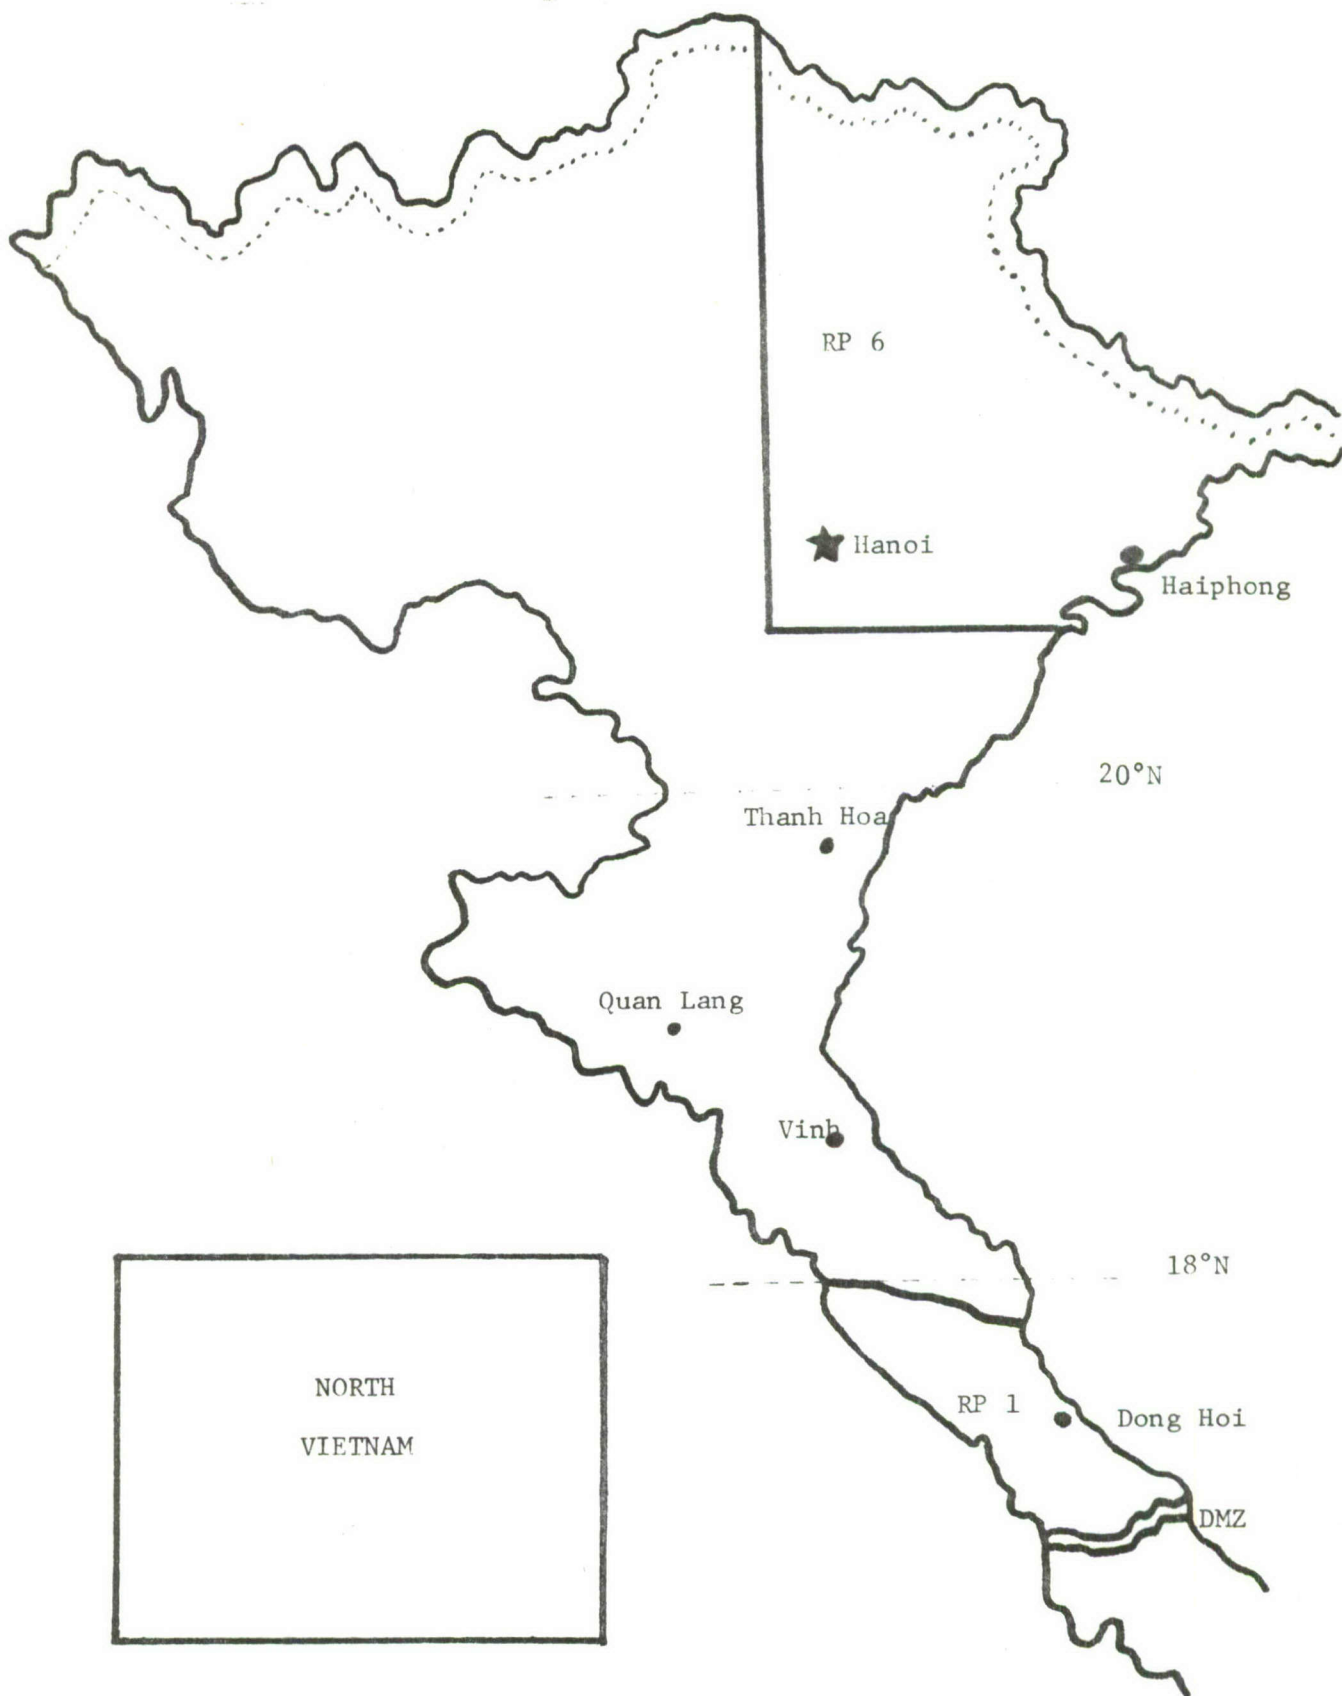 RP 6
Hanoi
Haiphong
20°N
Thanh Hoa
Quan Lang
Vinh
18°N
NORTH
VIETNAM
RP 1
Dong Hoi
DMZ